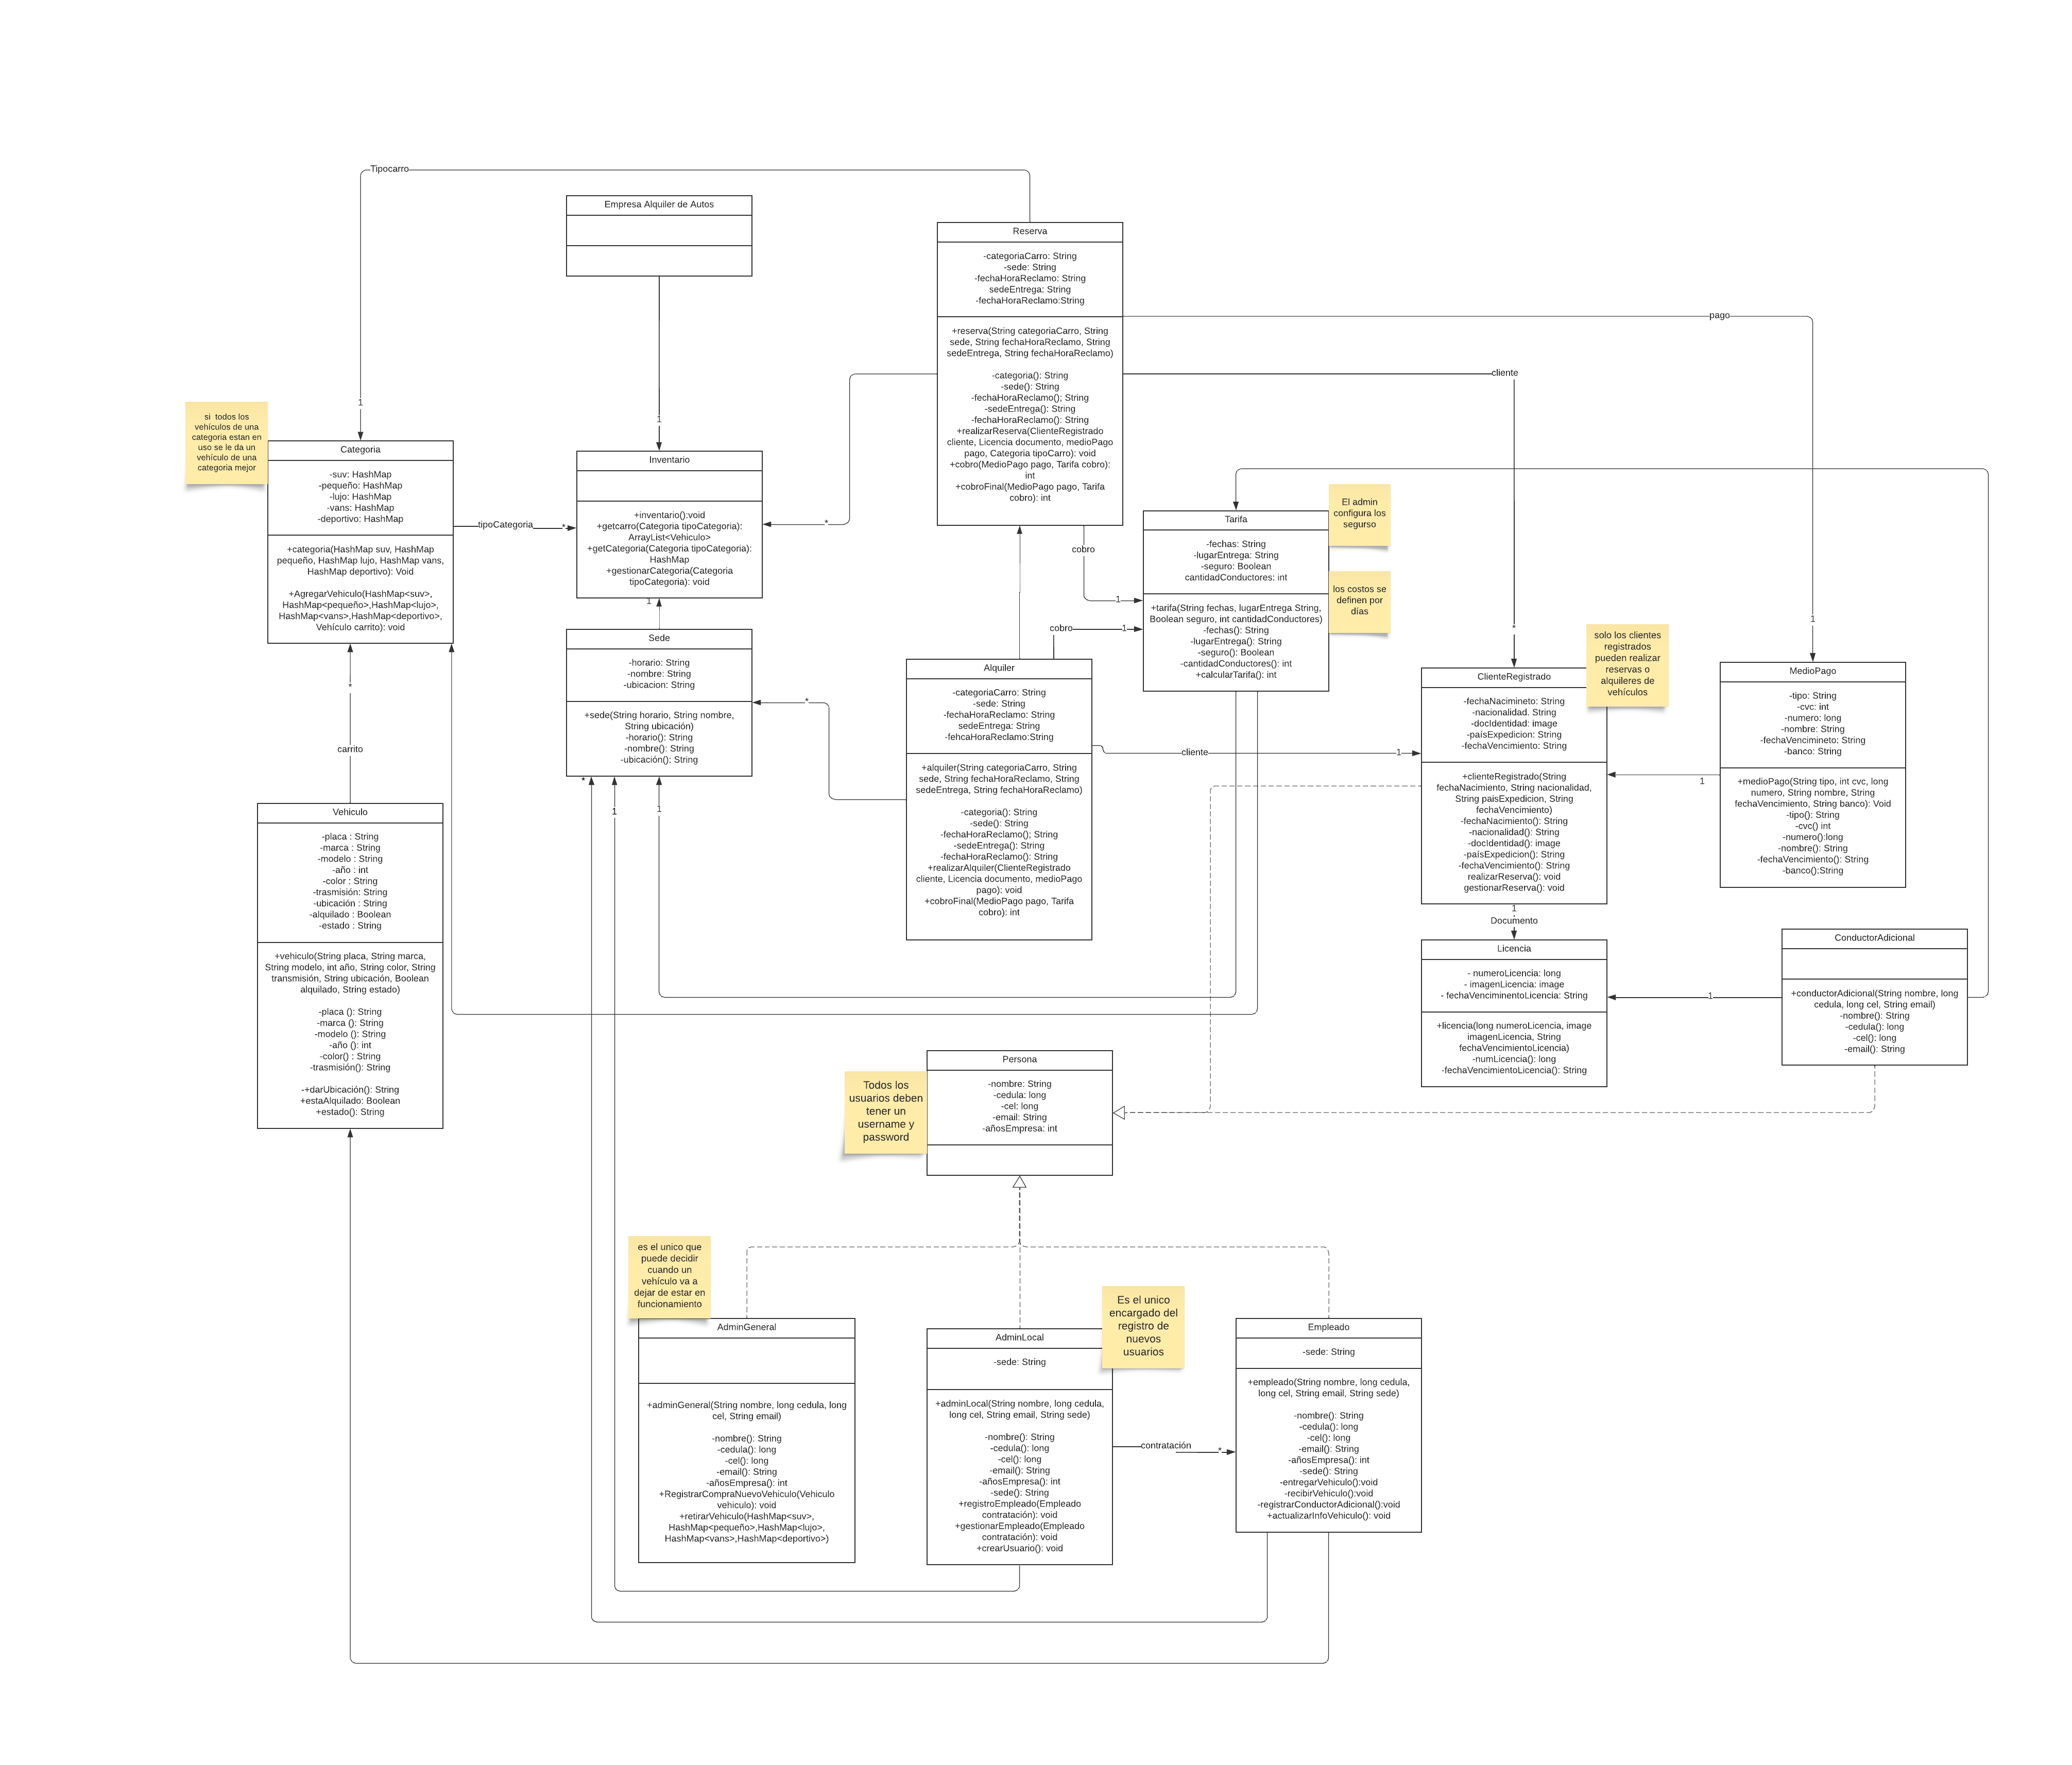 Tipocarro
Empresa Alquiler de Autos
Reserva
-categoriaCarro: String
-sede: String
-fechaHoraReclamo: String
sedeEntrega: String
-fechaHoraReclamo:String
+reserva(String categoriaCarro, String
sede, String fechaHoraReclamo, String
sedeEntrega, String fechaHoraReclamo)
-categoria(): String
-sede(): String
-fechaHoraReclamo(); String
-sedeEntrega(): String
-fechaHoraReclamo(): String
+realizarReserva(ClienteRegistrado
cliente, Licencia documento, medioPago
pago, Categoria tipoCarro): void
+cobro(MedioPago pago, Tarifa cobro):
int
+cobroFinal(MedioPago pago, Tarifa
cobro): int
pago
cliente
1
1
si  todos los
vehículos de una
categoria estan en
uso se le da un
vehículo de una
categoria mejor
Categoria
-suv: HashMap
-pequeño: HashMap
-lujo: HashMap
-vans: HashMap
-deportivo: HashMap
+categoria(HashMap suv, HashMap
pequeño, HashMap lujo, HashMap vans,
HashMap deportivo): Void
+AgregarVehiculo(HashMap<suv>,
HashMap<pequeño>,HashMap<lujo>,
HashMap<vans>,HashMap<deportivo>,
Vehículo carrito): void
tipoCategoria
*
Inventario
+inventario():void
+getcarro(Categoria tipoCategoria):
ArrayList<Vehiculo>
+getCategoria(Categoria tipoCategoria):
HashMap
+gestionarCategoria(Categoria
tipoCategoria): void
*
1
cobro
1
cobro
1
Tarifa
-fechas: String
-lugarEntrega: String
-seguro: Boolean
cantidadConductores: int
+tarifa(String fechas, lugarEntrega String,
Boolean seguro, int cantidadConductores)
-fechas(): String
-lugarEntrega(): String
-seguro(): Boolean
-cantidadConductores(): int
+calcularTarifa(): int
El admin
configura los
segurso
los costos se
definen por
días
*
1
Sede
-horario: String
-nombre: String
-ubicacion: String
+sede(String horario, String nombre,
String ubicación)
-horario(): String
-nombre(): String
-ubicación(): String
*
*
1
1
Alquiler
-categoriaCarro: String
-sede: String
-fechaHoraReclamo: String
sedeEntrega: String
-fehcaHoraReclamo:String
+alquiler(String categoriaCarro, String
sede, String fechaHoraReclamo, String
sedeEntrega, String fechaHoraReclamo)
-categoria(): String
-sede(): String
-fechaHoraReclamo(); String
-sedeEntrega(): String
-fechaHoraReclamo(): String
+realizarAlquiler(ClienteRegistrado
cliente, Licencia documento, medioPago
pago): void
+cobroFinal(MedioPago pago, Tarifa
cobro): int
cliente
1
ClienteRegistrado
-fechaNacimineto: String
-nacionalidad. String
-docIdentidad: image
-paísExpedicion: String
-fechaVencimiento: String
+clienteRegistrado(String
fechaNacimiento, String nacionalidad,
String paisExpedicion, String
fechaVencimiento)
-fechaNacimiento(): String
-nacionalidad(): String
-docIdentidad(): image
-paísExpedicion(): String
-fechaVencimiento(): String
realizarReserva(): void
gestionarReserva(): void
solo los clientes
registrados
pueden realizar
reservas o
alquileres de
vehículos
1
MedioPago
-tipo: String
-cvc: int
-numero: long
-nombre: String
-fechaVencimineto: String
-banco: String
+medioPago(String tipo, int cvc, long
numero, String nombre, String
fechaVencimiento, String banco): Void
-tipo(): String
-cvc() int
-numero():long
-nombre(): String
-fechaVencimiento(): String
-banco():String
1
*
carrito
Vehiculo
-placa : String
-marca : String
-modelo : String
-año : int
-color : String
-trasmisión: String
-ubicación : String
-alquilado : Boolean
-estado : String
+vehiculo(String placa, String marca,
String modelo, int año, String color, String
transmisión, String ubicación, Boolean
alquilado, String estado)
-placa (): String
-marca (): String
-modelo (): String
-año (): int
-color() : String
-trasmisión(): String
-+darUbicación(): String
+estaAlquilado: Boolean
+estado(): String
1
Documento
Licencia
- numeroLicencia: long
- imagenLicencia: image
- fechaVenciminentoLicencia: String
+licencia(long numeroLicencia, image
imagenLicencia, String
fechaVencimientoLicencia)
-numLicencia(): long
-fechaVencimientoLicencia(): String
1
ConductorAdicional
+conductorAdicional(String nombre, long
cedula, long cel, String email)
-nombre(): String
-cedula(): long
-cel(): long
-email(): String
Todos los
usuarios deben
tener un
username y
password
Persona
-nombre: String
-cedula: long
-cel: long
-email: String
-añosEmpresa: int
es el unico que
puede decidir
cuando un
vehículo va a
dejar de estar en
funcionamiento
AdminGeneral
+adminGeneral(String nombre, long cedula, long
cel, String email)
-nombre(): String
-cedula(): long
-cel(): long
-email(): String
-añosEmpresa(): int
+RegistrarCompraNuevoVehiculo(Vehiculo
vehiculo): void
+retirarVehiculo(HashMap<suv>,
HashMap<pequeño>,HashMap<lujo>,
HashMap<vans>,HashMap<deportivo>)
Es el unico
encargado del
registro de
nuevos
usuarios
AdminLocal
-sede: String
+adminLocal(String nombre, long cedula,
long cel, String email, String sede)
-nombre(): String
-cedula(): long
-cel(): long
-email(): String
-añosEmpresa(): int
-sede(): String
+registroEmpleado(Empleado
contratación): void
+gestionarEmpleado(Empleado
contratación): void
+crearUsuario(): void
contratación
*
Empleado
-sede: String
+empleado(String nombre, long cedula,
long cel, String email, String sede)
-nombre(): String
-cedula(): long
-cel(): long
-email(): String
-añosEmpresa(): int
-sede(): String
-entregarVehiculo():void
-recibirVehiculo():void
-registrarConductorAdicional():void
+actualizarInfoVehiculo(): void